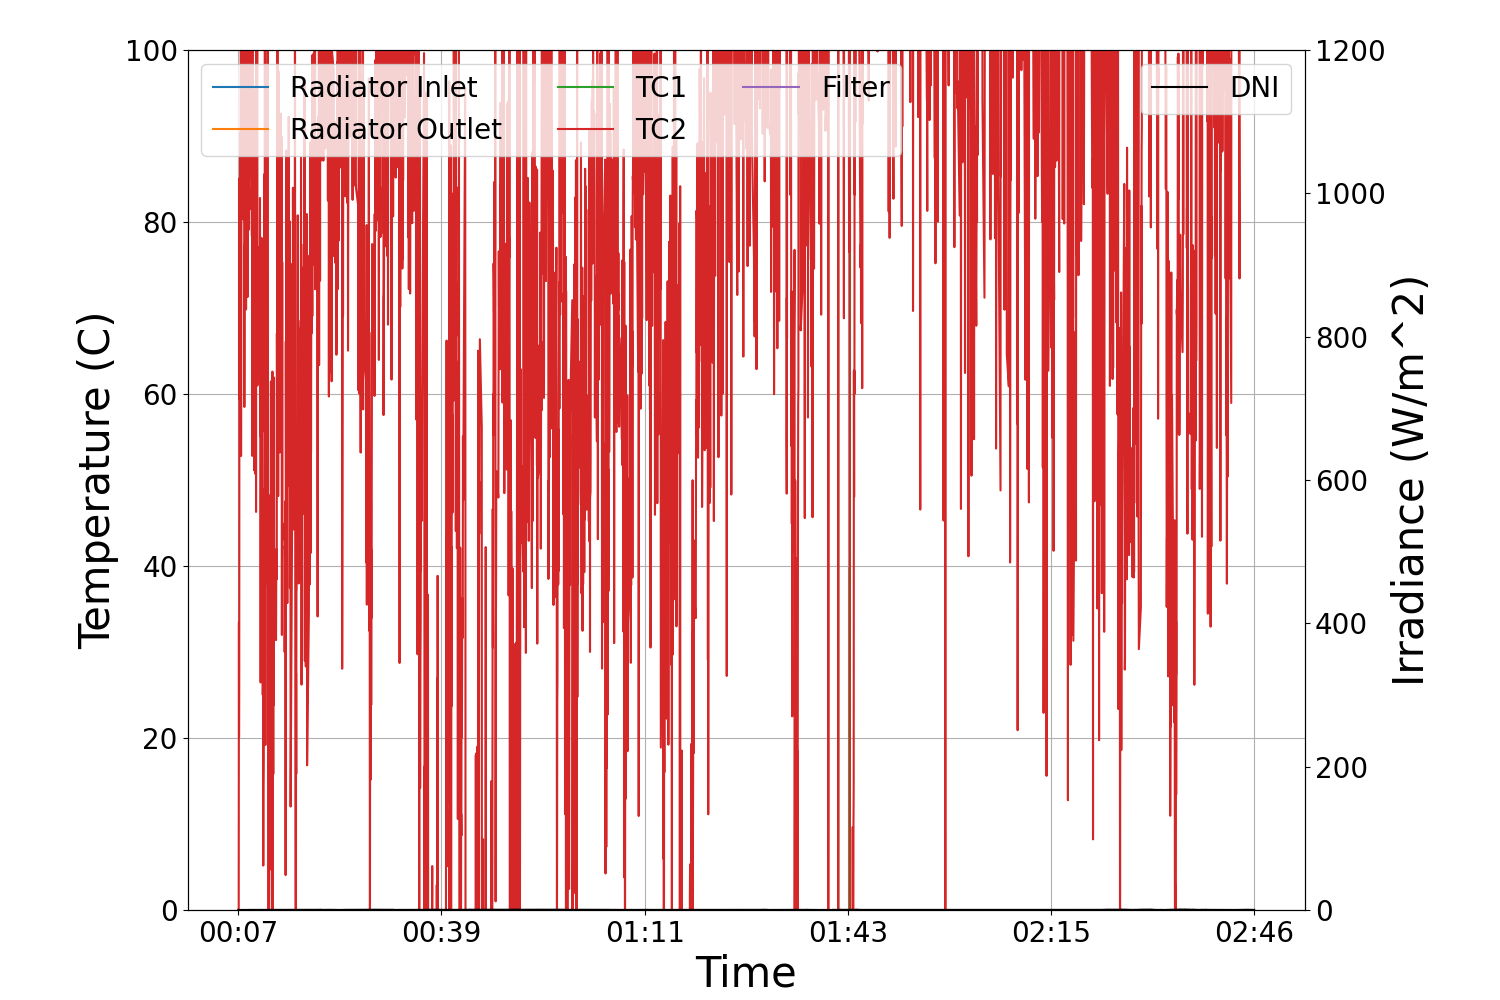 100
80
60
40
20
0
Temperature (C)
Radiator Inlet
Radiator Outlet
TC1
TC2
Filter
DNI
1200
1000
800
600
400
200
0
Irradiance (W/m^2)
00:07 00:39 01:11 01:43 02:15 02:46
Time